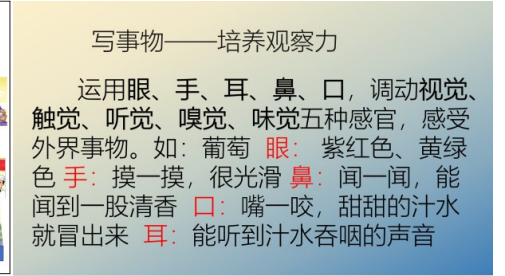 写事物——培养观察力
运用眼、手、耳、鼻、口，调动视觉、
触觉、听觉、嗅觉、味觉五种感官，感受
外界事物。如：葡萄 眼：紫红色、黄绿
色 手：摸一摸，很光滑 鼻：闻一闻，能
闻到一股清香 口：嘴一咬，甜甜的汁水
就冒出来 耳：能听到汁水吞咽的声音